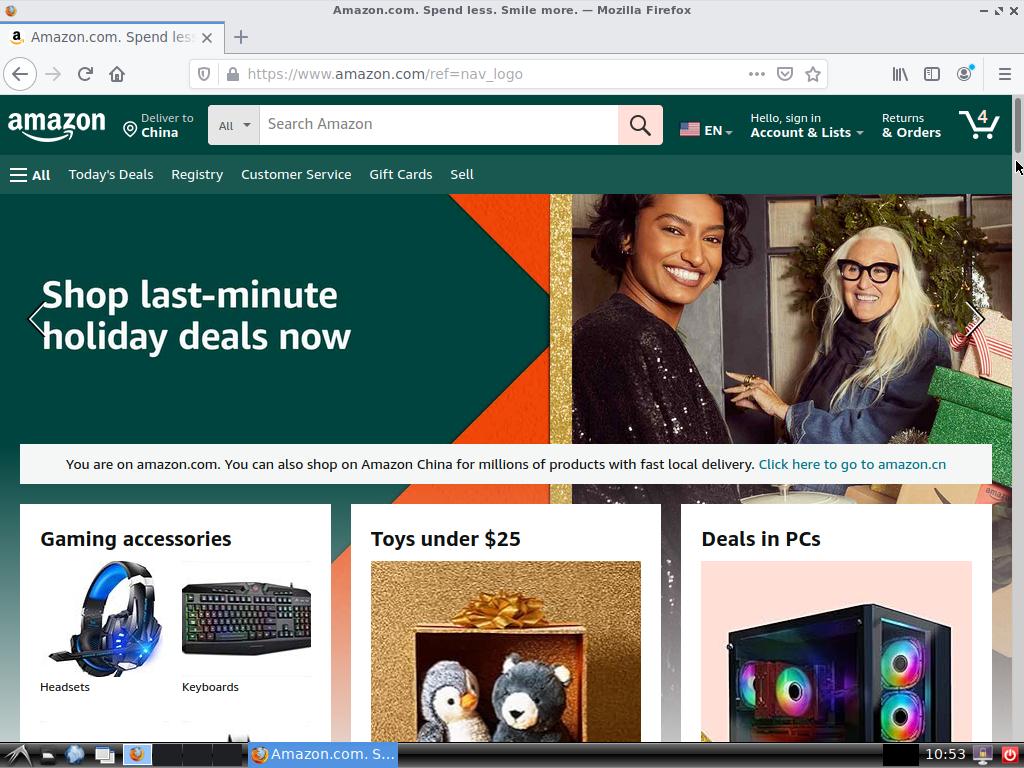 Amazon.com. Spend less. Smile more. — Mozilla Firefox
Amazon.com. Spend les
https://www.amazon.com/ref=nav_logo
amazon
Deliver to
China
All
Search Amazon
EN
Hello, sign in
Account & Lists
Returns
& Orders
4
All
Today's Deals
Registry
Customer Service
Gift Cards
Sell
Shop last-minute
holiday deals now
You are on amazon.com. You can also shop on Amazon China for millions of products with fast local delivery. Click here to go to amazon.cn
Gaming accessories
Toys under $25
Deals in PCs
Headsets
Keyboards
Amazon.com. S...
10:53